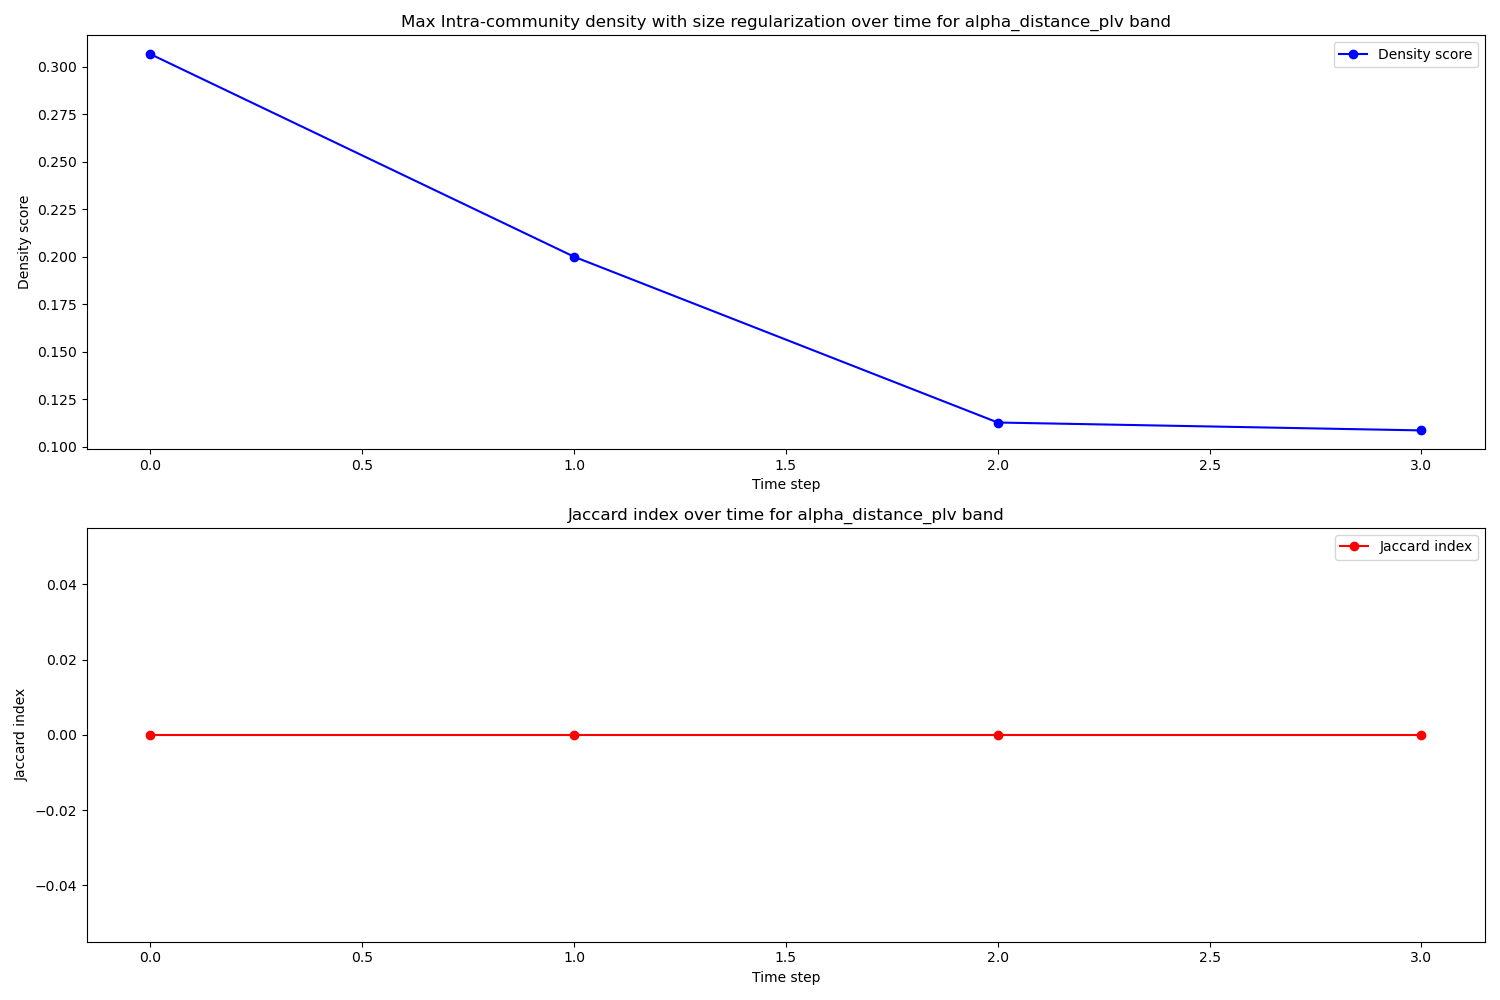 Max Intra-community density with size regularization over time for alpha_distance_plv band
Density score
0.300
0.275
0.250
0.225
0.200
0.175
0.150
0.125
0.100
Density score
0.0 0.5 1.0 1.5 2.0 2.5 3.0
Time step
Jaccard index over time for alpha_distance_plv band
Jaccard index
0.04
0.02
0.00
−0.02
−0.04
Jaccard index
0.0 0.5 1.0 1.5 2.0 2.5 3.0
Time step